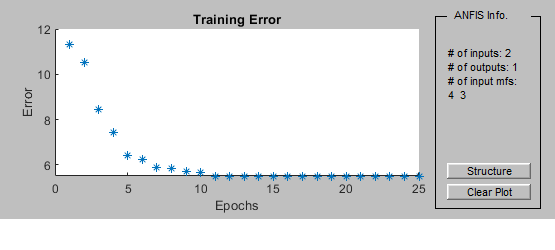 Training Error
12
10
8
6
Error
0
5
10
15
20
25
Epochs
ANFIS Info.
# of inputs: 2
# of outputs: 1
# of input mfs:
4 3
Structure
Clear Plot